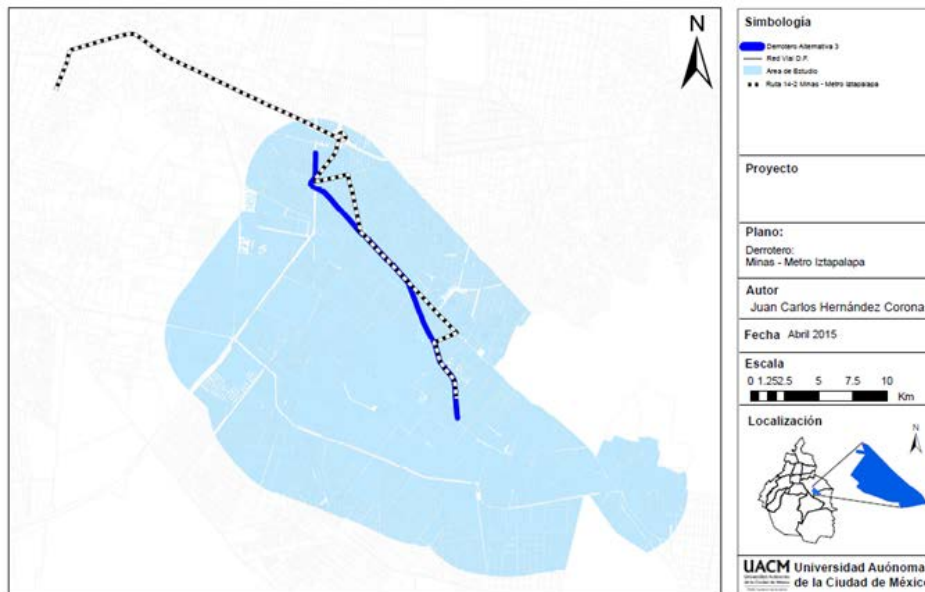 N
Simbología
Derrotero Alternativa 3
Red Vial D.F.
Area de Estudio
Ruta 14-2 Minas - Metro Iztapalapa
Proyecto
Plano:
Derrotero:
Minas - Metro Iztapalapa
Autor
Juan Carlos Hernández Corona
Fecha Abril 2015
Escala
0 1.252.5 5 7.5 10
Km
Localización
N
UACM Universidad Autónoma
de la Ciudad de México